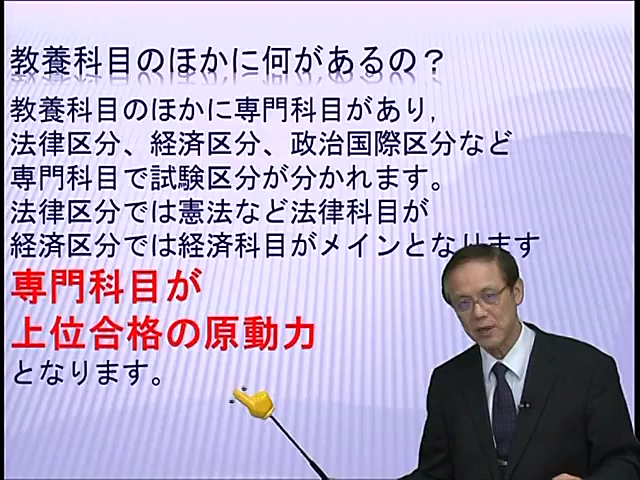 教養科目のほかに何があるの？
教養科目のほかに専門科目があり,
法律区分、経済区分、政治国際区分など
専門科目で試験区分が分かれます。
法律区分では憲法など法律科目が
経済区分では経済科目がメインとなります
専門科目が
上位合格の原動力
となります。